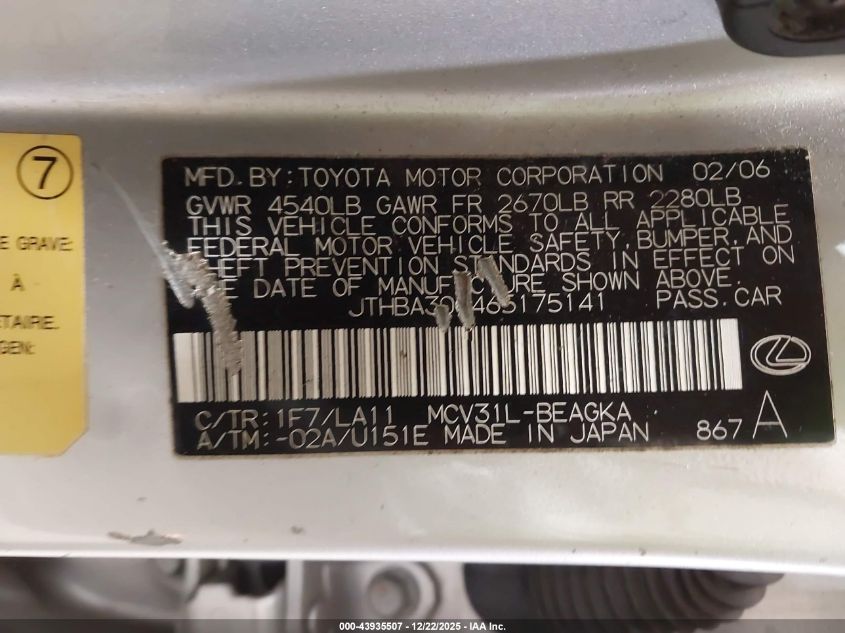 7
E GRAVE:
À
ÉTAIRE.
GEN:
MFD. BY: TOYOTA MOTOR CORPORATION 02/06
GVWR 4540LB GAWR FR 2670LB RR 2280LB
THIS VEHICLE CONFORMS TO ALL APPLICABLE
FEDERAL MOTOR VEHICLE SAFETY, BUMPER, AND
THEFT PREVENTION STANDARDS IN EFFECT ON
THE DATE OF MANUFACTURE SHOWN ABOVE.
PASS. CAR
C/TR: 1F7/LA11 MCV31L-BEAGKA
A/TM: -02A/U151E MADE IN JAPAN 867 A
000-43935507 - 12/22/2025 - IAA, Inc.